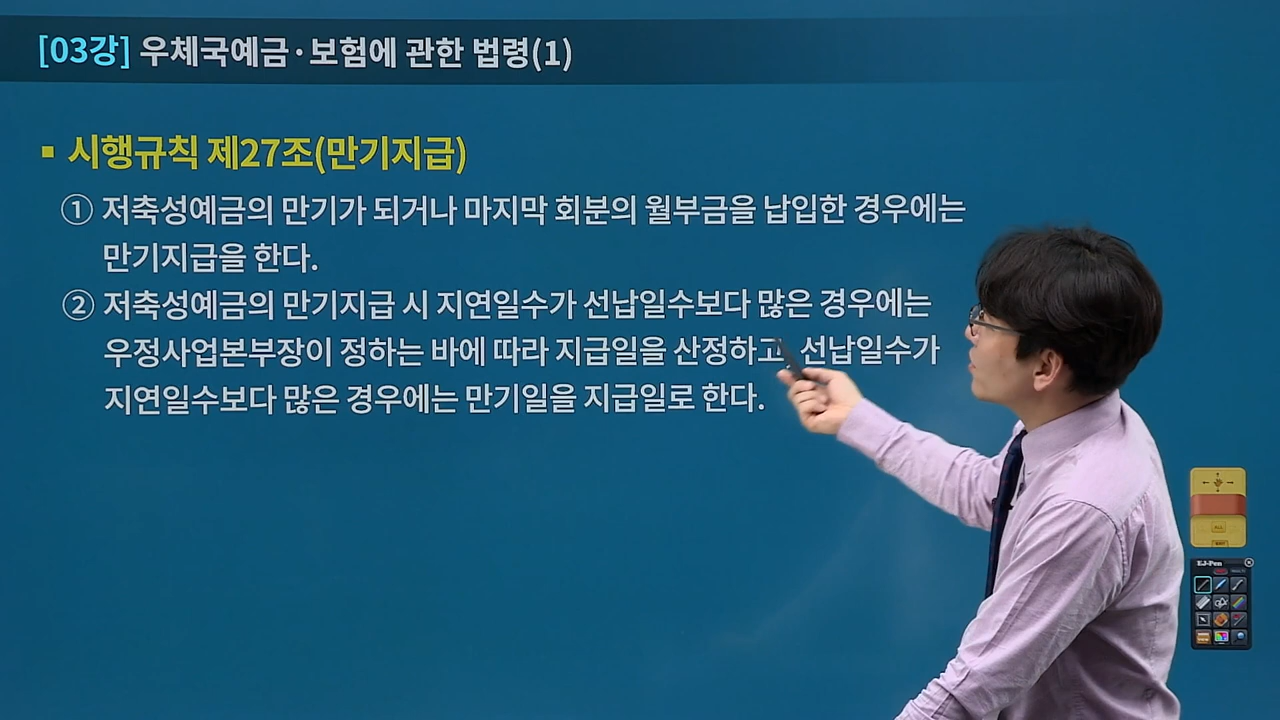 [03강] 우체국예금·보험에 관한 법령(1)
▪ 시행규칙 제27조(만기지급)
① 저축성예금의 만기가 되거나 마지막 회분의 월부금을 납입한 경우에는
만기지급을 한다.
② 저축성예금의 만기지급 시 지연일수가 선납일수보다 많은 경우에는
우정사업본부장이 정하는 바에 따라 지급일을 산정하고 선납일수가
지연일수보다 많은 경우에는 만기일을 지급일로 한다.
ALL
EJ-Pen